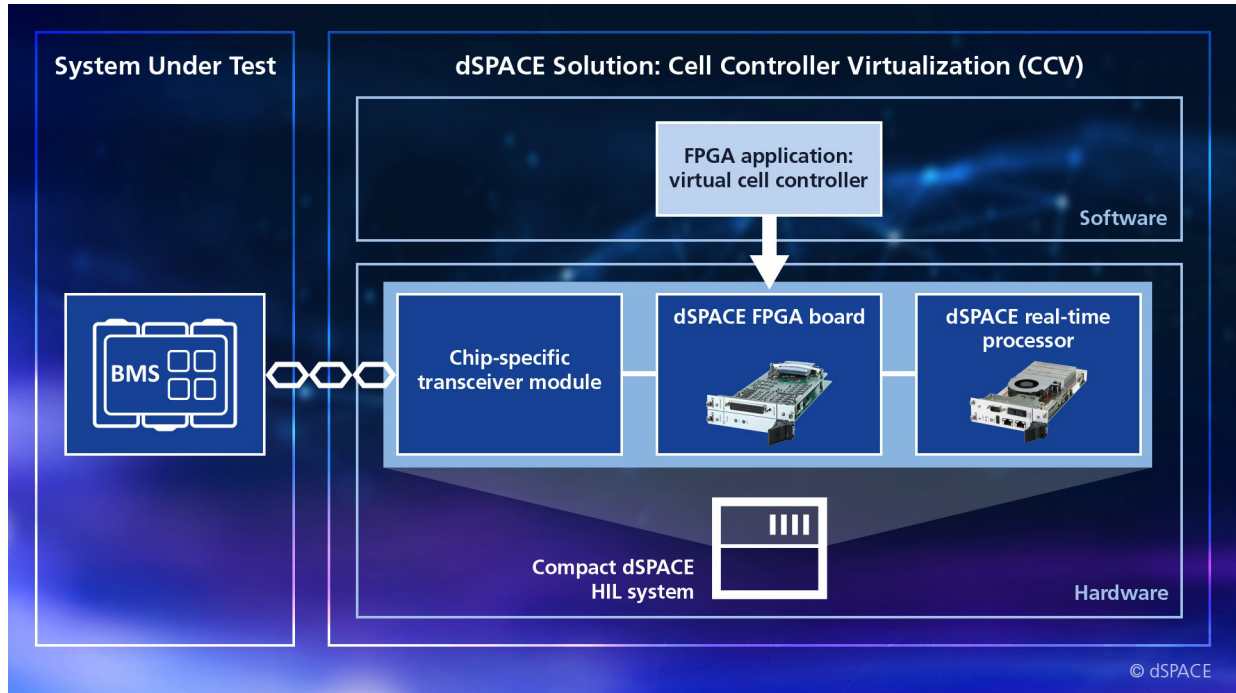 System Under Test
dSPACE Solution: Cell Controller Virtualization (CCV)
FPGA application:
virtual cell controller
Software
BMS
Chip-specific
transceiver module
dSPACE FPGA board
dSPACE real-time
processor
Compact dSPACE
HIL system
Hardware
© dSPACE